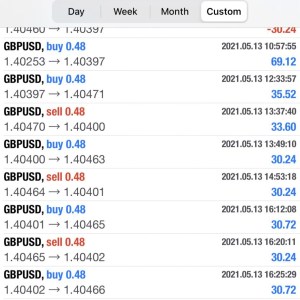 Day Week Month Custom
1.40460 → 1.40397 -30.24
GBPUSD, buy 0.48 2021.05.13 10:57:55
1.40253 → 1.40397 69.12
GBPUSD, buy 0.48 2021.05.13 12:33:57
1.40397 → 1.40471 35.52
GBPUSD, sell 0.48 2021.05.13 13:37:40
1.40470 → 1.40400 33.60
GBPUSD, buy 0.48 2021.05.13 13:49:10
1.40400 → 1.40463 30.24
GBPUSD, sell 0.48 2021.05.13 14:53:18
1.40464 → 1.40401 30.24
GBPUSD, buy 0.48 2021.05.13 16:12:08
1.40401 → 1.40465 30.72
GBPUSD, sell 0.48 2021.05.13 16:20:11
1.40465 → 1.40402 30.24
GBPUSD, buy 0.48 2021.05.13 16:25:29
1.40402 → 1.40466 30.72